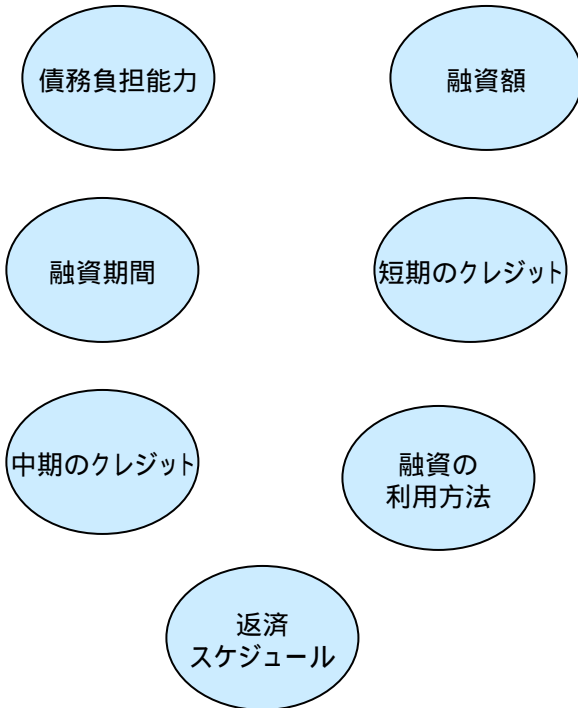 債務負担能力
融資額
融資期間
短期のクレジット
中期のクレジット
融資の
利用方法
返済
スケジュール